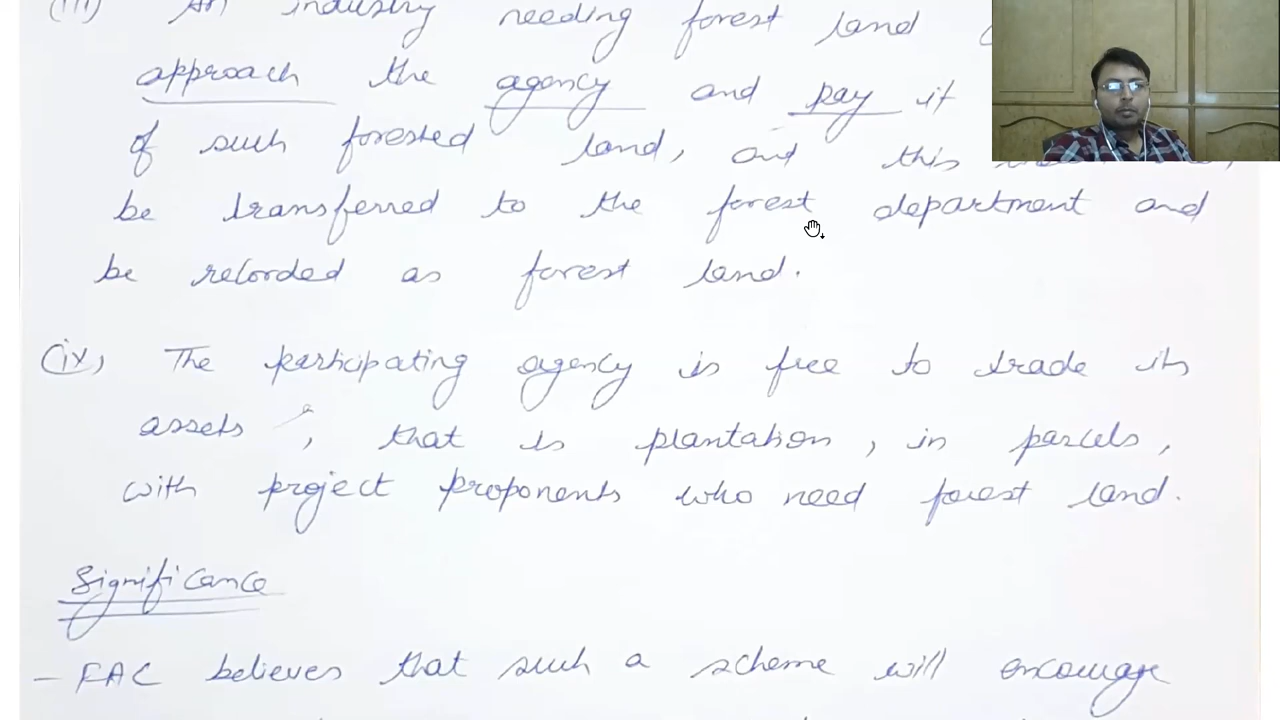 (iii) An industry needing forest land
approach the agency and pay it
of such forested land, and this
be transferred to the forest department and
be recorded as forest land.
(iv) The participating agency is free to trade its
assets, that is plantation, in parcels,
with project proponents who need forest land.
Significance
- FAC believes that such a scheme will encourage